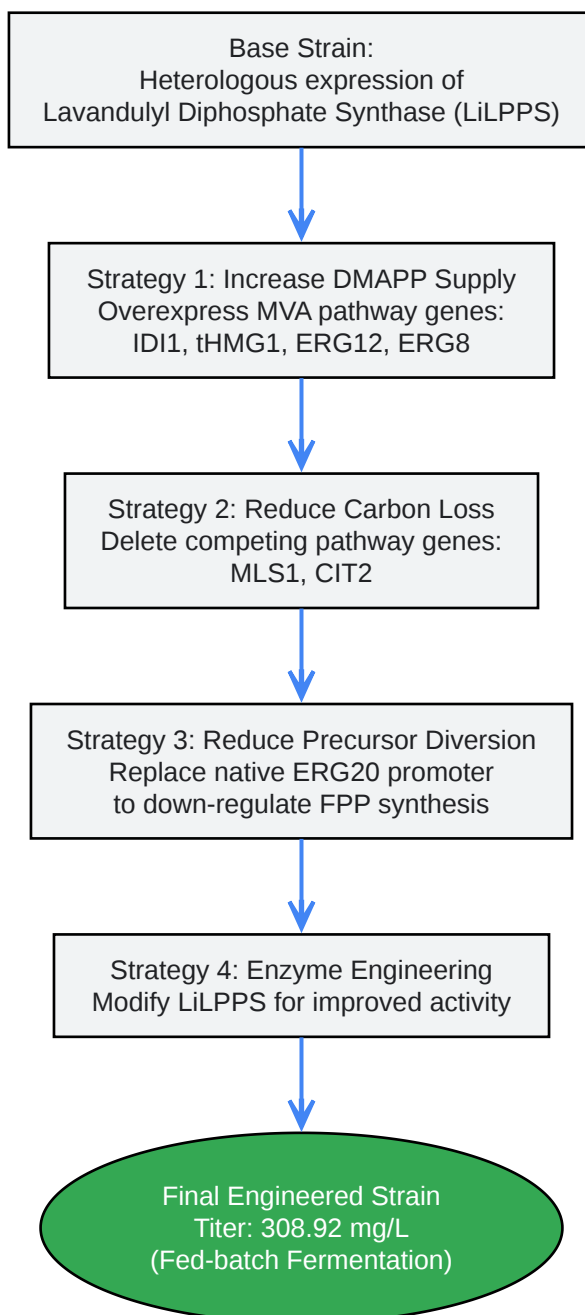 Base Strain:
Heterologous expression of
Lavandulyl Diphosphate Synthase (LiLPPS)
Strategy 1: Increase DMAPP Supply
Overexpress MVA pathway genes:
IDI1, tHMG1, ERG12, ERG8
Strategy 2: Reduce Carbon Loss
Delete competing pathway genes:
MLS1, CIT2
Strategy 3: Reduce Precursor Diversion
Replace native ERG20 promoter
to down-regulate FPP synthesis
Strategy 4: Enzyme Engineering
Modify LiLPPS for improved activity
Final Engineered Strain
Titer: 308.92 mg/L
(Fed-batch Fermentation)